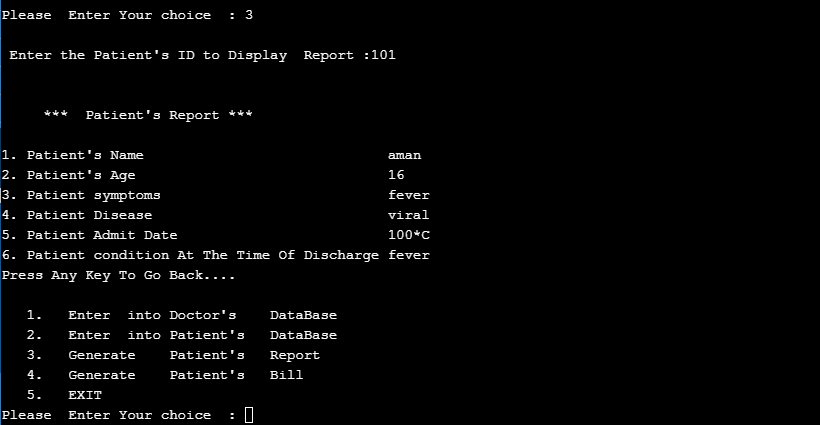 Please  Enter Your choice  : 3
 Enter the Patient's ID to Display  Report :101
     ***  Patient's Report ***
1. Patient's Name                             aman
2. Patient's Age                              16
3. Patient symptoms                           fever
4. Patient Disease                            viral
5. Patient Admit Date                         100*C
6. Patient condition At The Time Of Discharge fever
Press Any Key To Go Back....
   1.   Enter  into Doctor's    DataBase
   2.   Enter  into Patient's   DataBase
   3.   Generate    Patient's   Report
   4.   Generate    Patient's   Bill
   5.   EXIT
Please  Enter Your choice  :